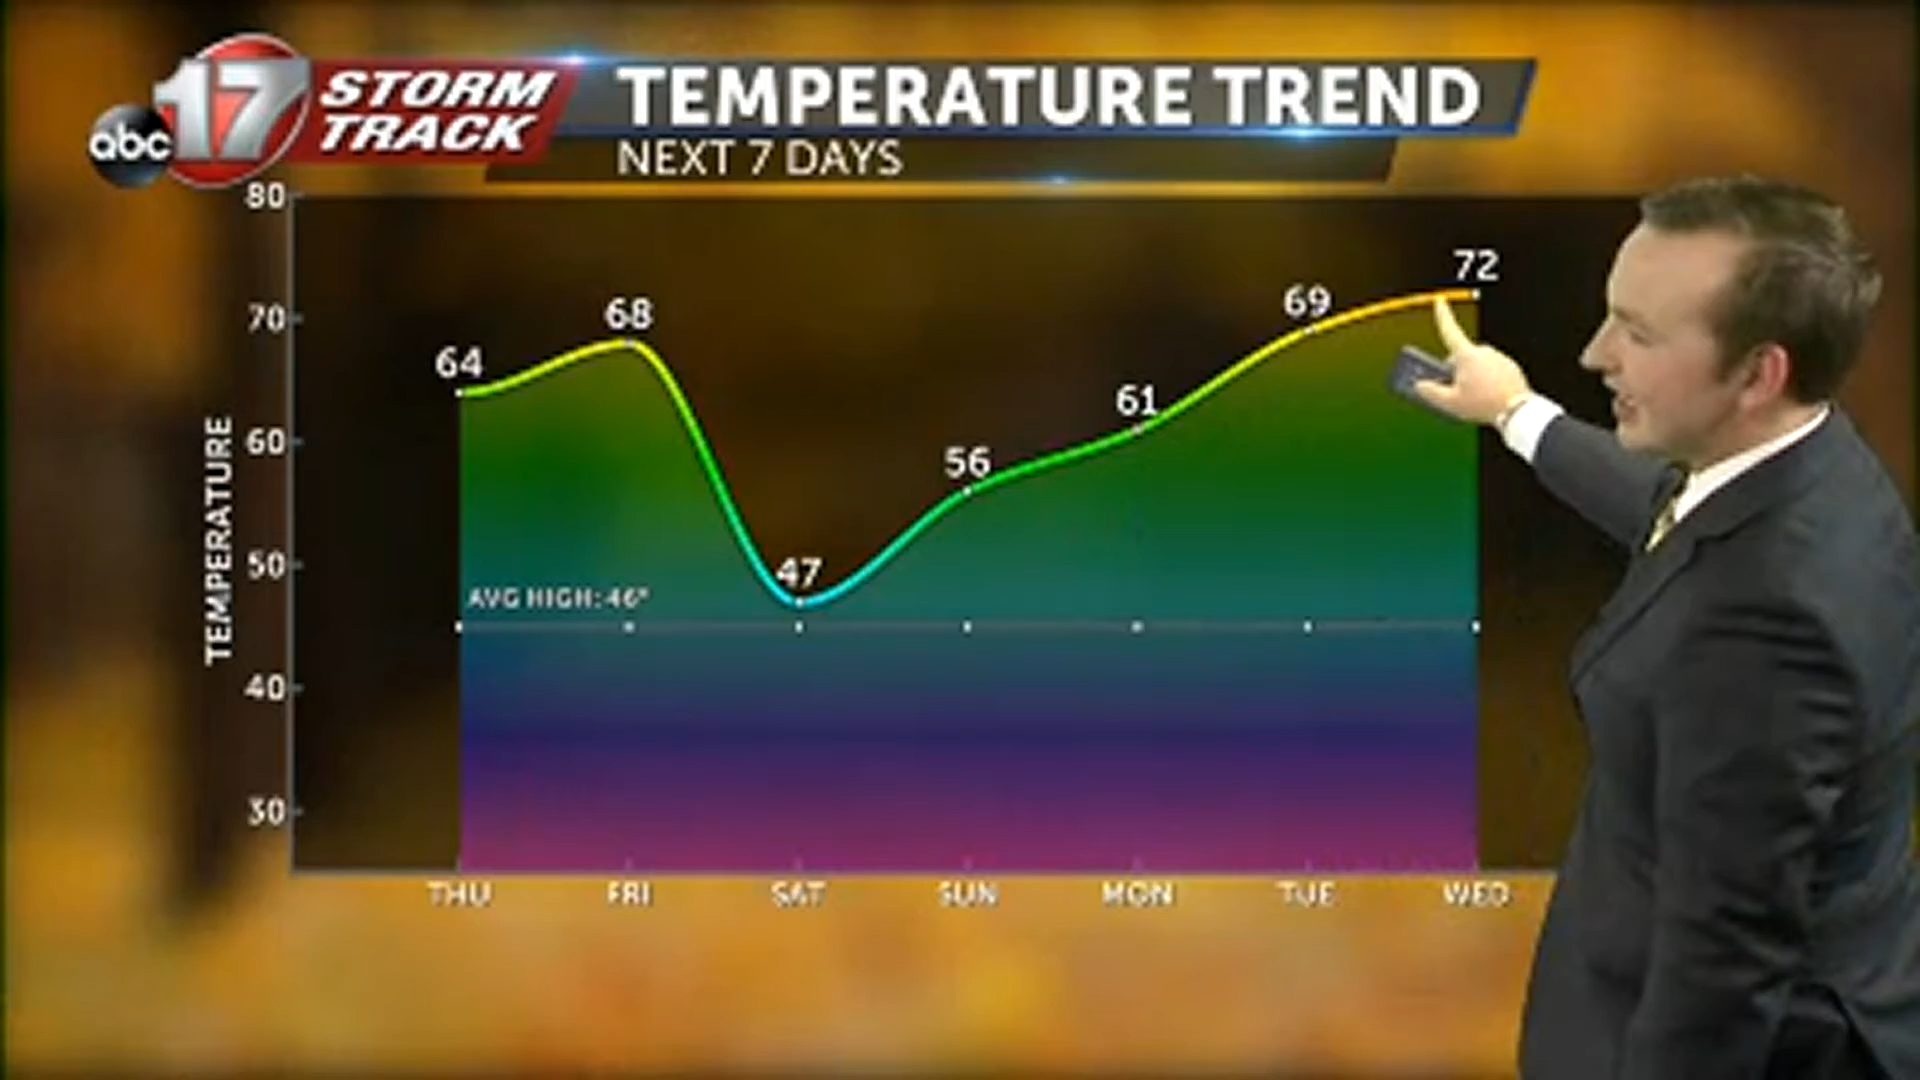 abc 17 STORM
TRACK
TEMPERATURE TREND
NEXT 7 DAYS
TEMPERATURE
80
70
60
50
40
30
64
68
47
56
61
69
72
AVG HIGH: 46°
THU FRI SAT SUN MON TUE WED